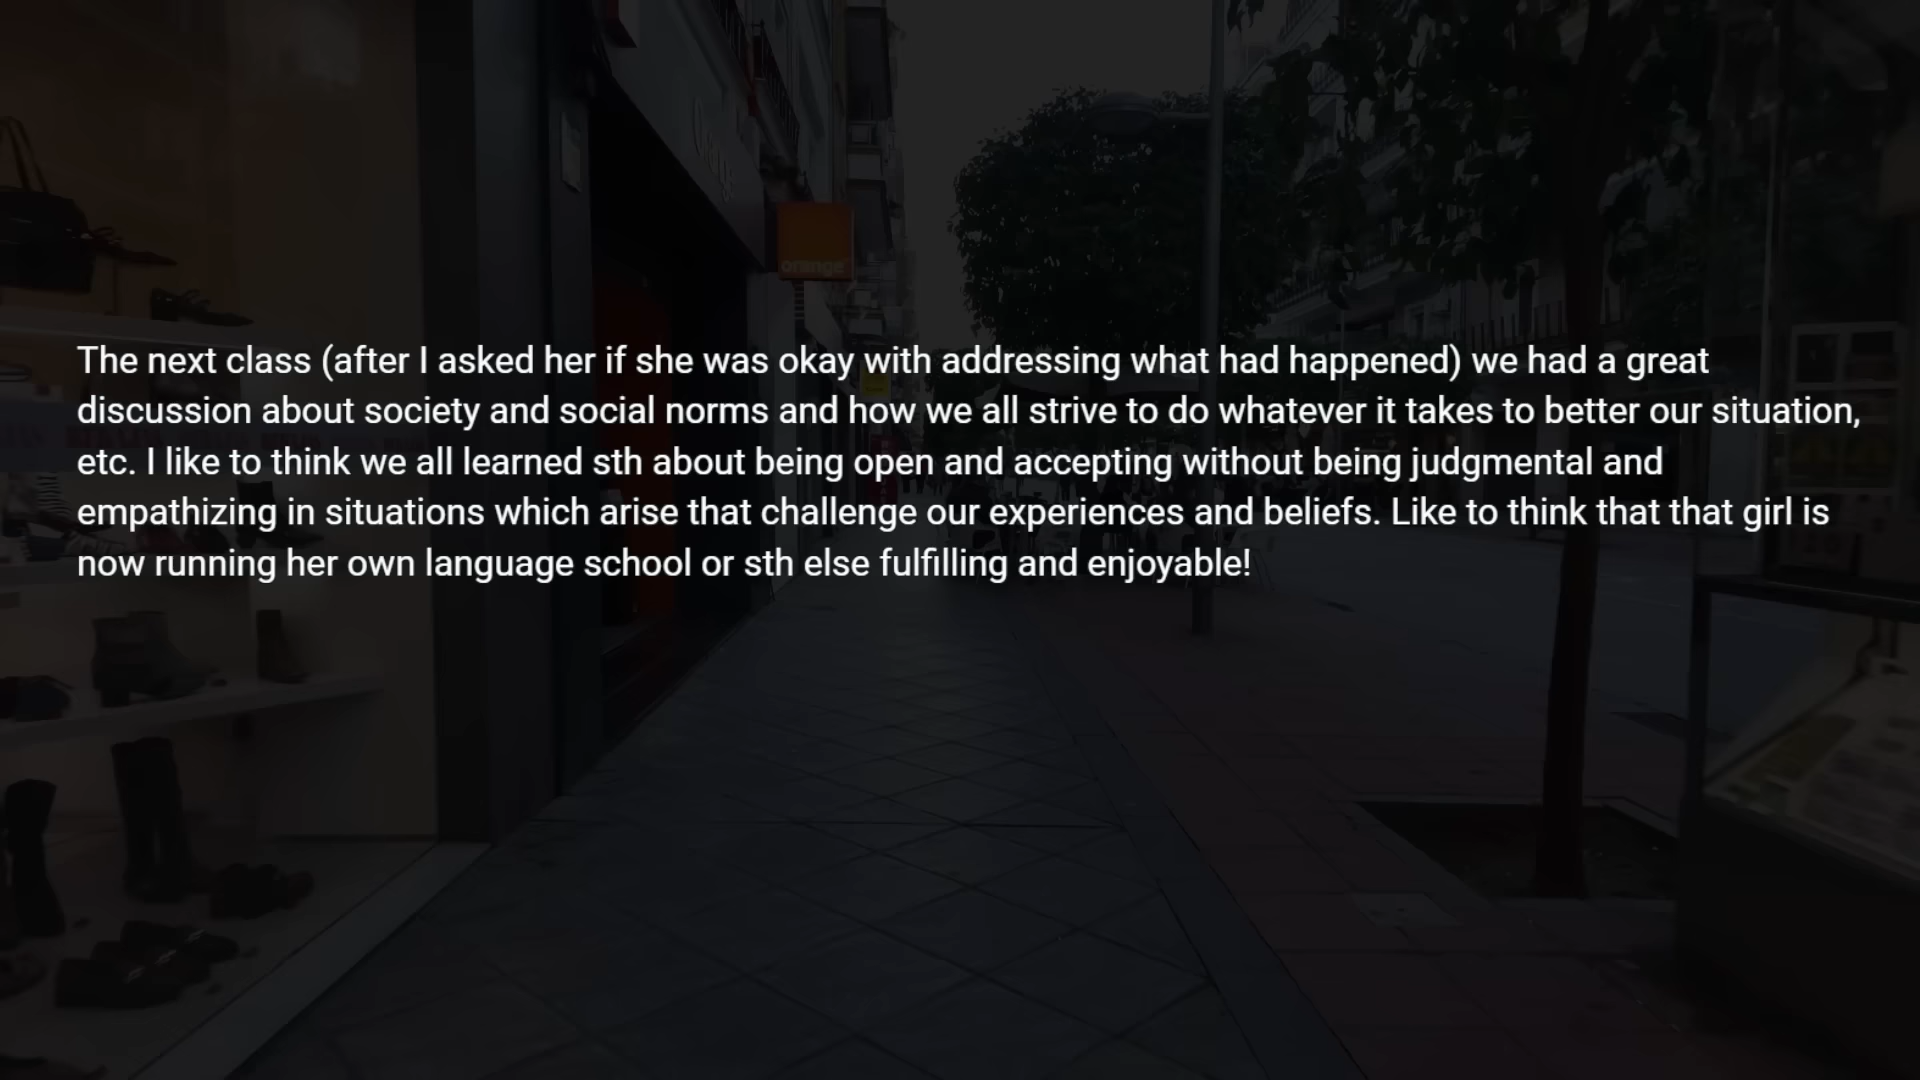 orange
The next class (after I asked her if she was okay with addressing what had happened) we had a great
discussion about society and social norms and how we all strive to do whatever it takes to better our situation,
etc. I like to think we all learned sth about being open and accepting without being judgmental and
empathizing in situations which arise that challenge our experiences and beliefs. Like to think that that girl is
now running her own language school or sth else fulfilling and enjoyable!